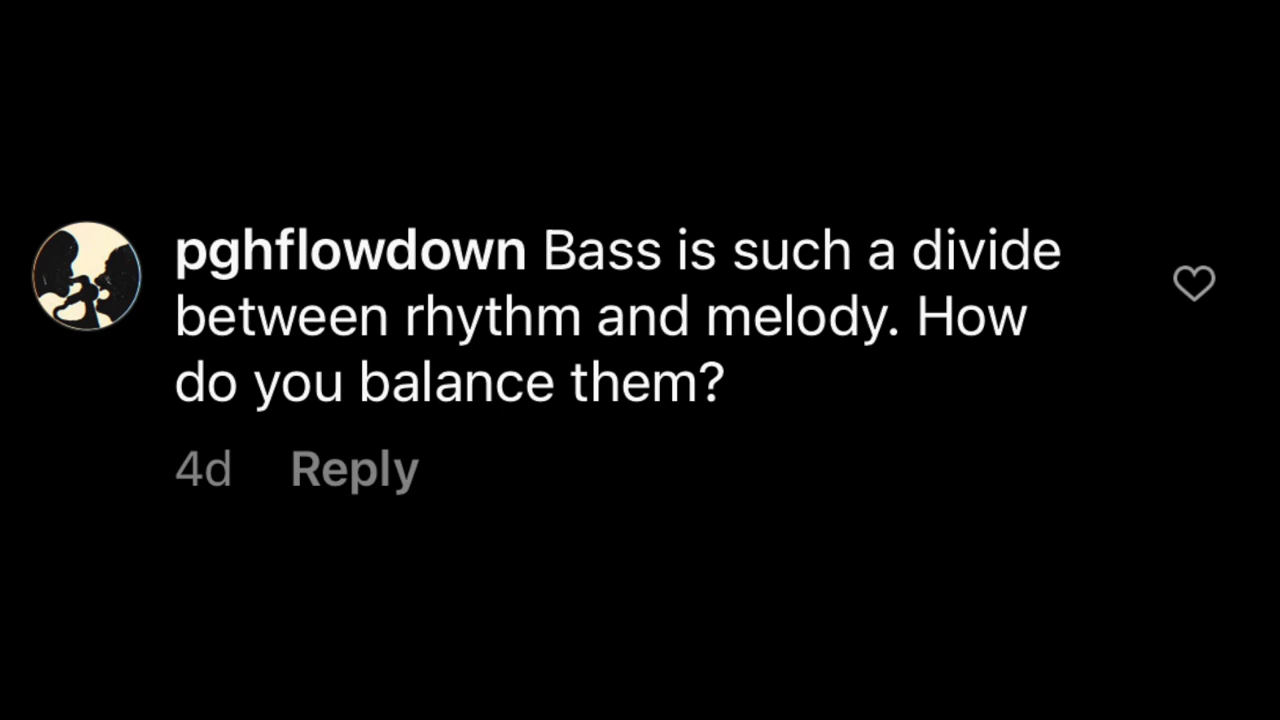 pghflowdown Bass is such a divide
between rhythm and melody. How
do you balance them?
4d Reply